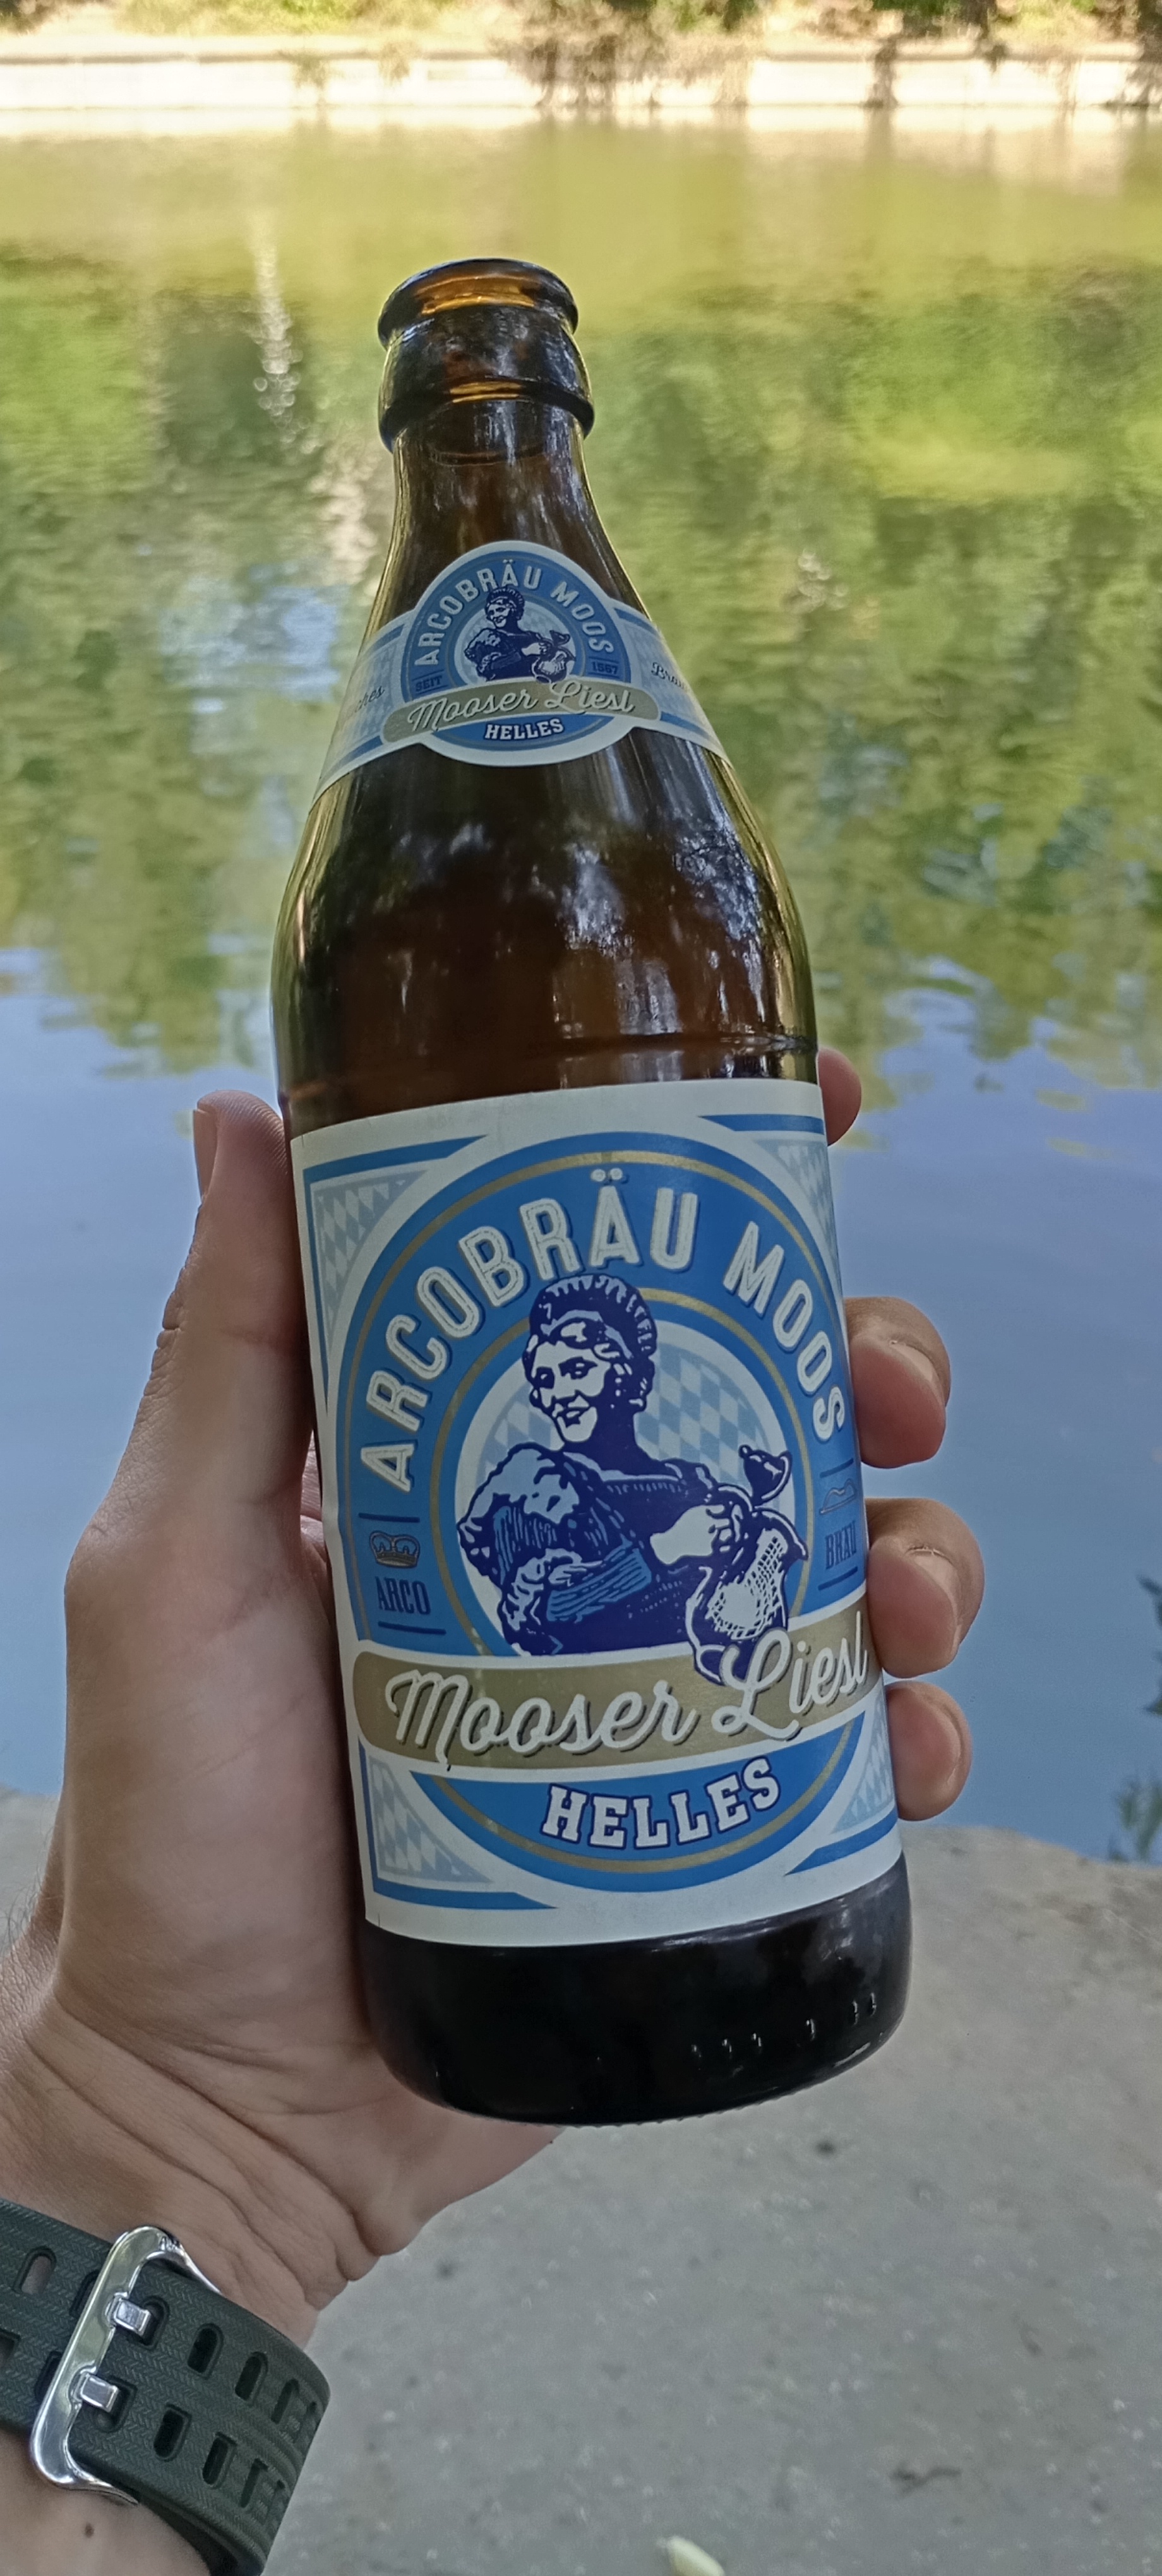 ARCOBRÄU MOOS
SEIT 1567
Mooser Liesl
HELLES
ARCOBRÄU MOOS
ARCO
BRÄU
Mooser Liesl
HELLES